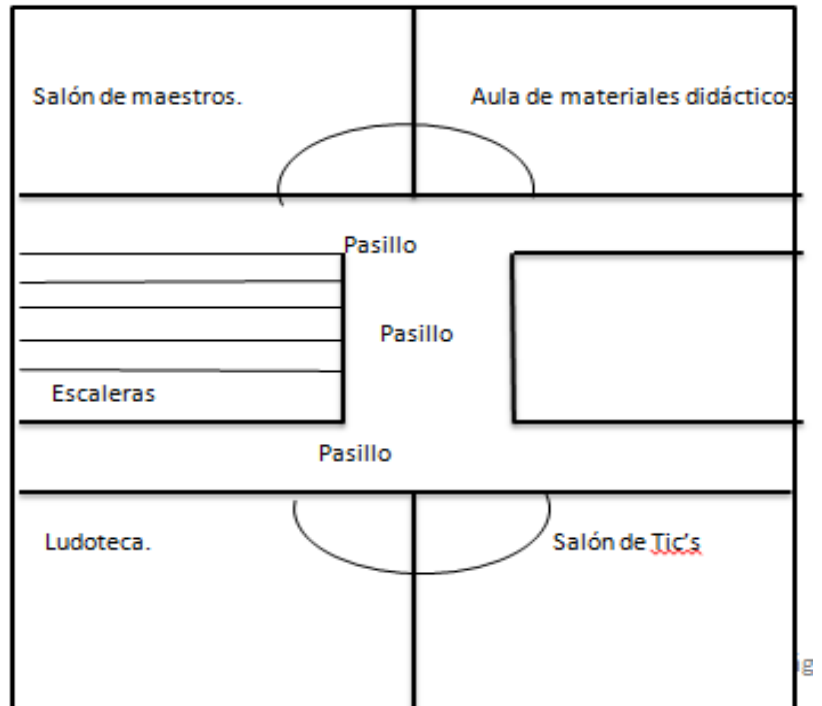 Salón de maestros.
Aula de materiales didácticos
Pasillo
Pasillo
Escaleras
Pasillo
Ludoteca.
Salón de Tic's